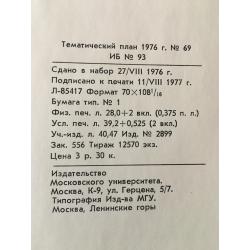 Тематический план 1976 г. № 69
ИБ № 93
Сдано в набор 27/VIII 1976 г.
Подписано к печати 11/VIII 1977 г.
Л-85417 Формат 70×108¹/₁₆
Бумага тип. № 1
Физ. печ. л. 28,0+2 вкл. (0,375 п. л.)
Усл. печ. л. 39,2+0,525 (2 вкл.)
Уч.-изд. л. 40,47 Изд. № 2899
Зак. 556 Тираж 12570 экз.
Цена 3 р. 30 к.
Издательство
Московского университета.
Москва, К-9, ул. Герцена, 5/7.
Типография Изд-ва МГУ.
Москва, Ленинские горы